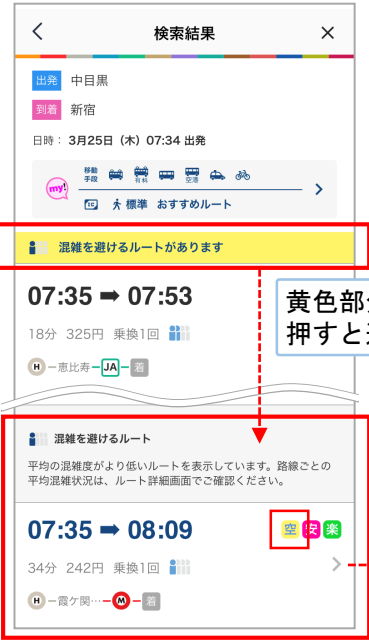 検索結果
出発 中目黒
到着 新宿
日時： 3月25日（木）07:34 出発
my! 移動手段 有料 空港
IC 標準 おすすめルート
混雑を避けるルートがあります
07:35 ➡ 07:53
18分 325円 乗換1回
黄色部
押すと
H－恵比寿－JA－着
混雑を避けるルート
平均の混雑度がより低いルートを表示しています。路線ごとの
平均混雑状況は、ルート詳細画面でご確認ください。
07:35 ➡ 08:09 空 安 楽
34分 242円 乗換1回
H－霞ケ関…－M－着